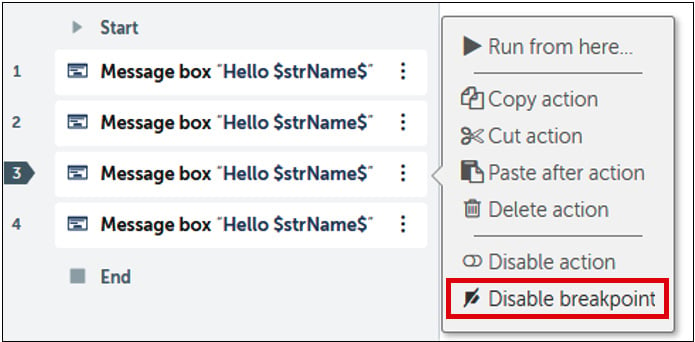 Start
1 Message box "Hello $strName$"
2 Message box "Hello $strName$"
3 Message box "Hello $strName$"
4 Message box "Hello $strName$"
End
Run from here...
Copy action
Cut action
Paste after action
Delete action
Disable action
Disable breakpoint